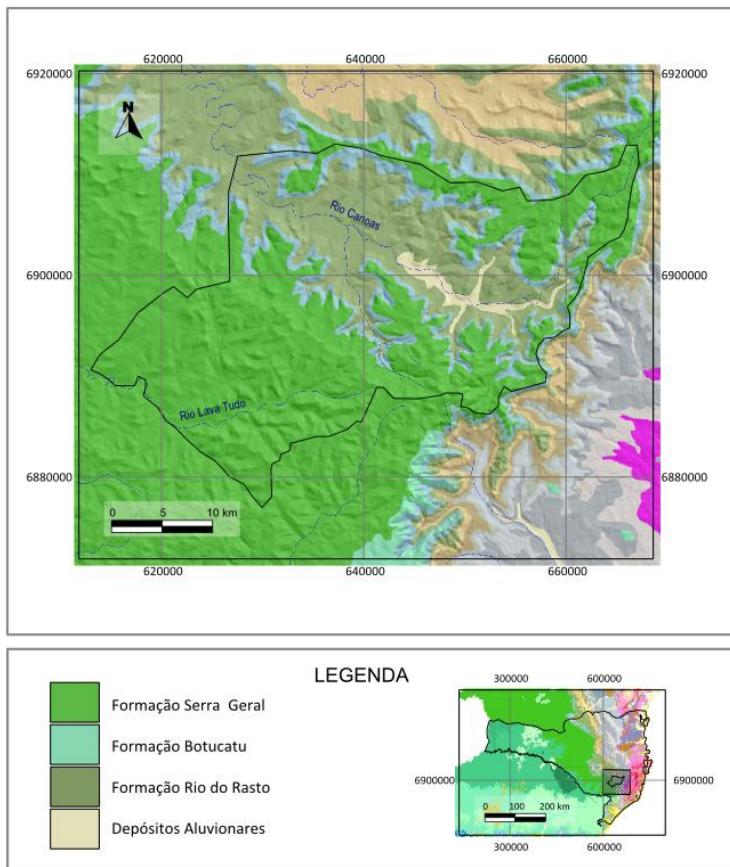 620000 640000 660000
6920000 6920000
N
Rio Canoas
6900000 6900000
Rio Lava Tudo
6880000 6880000
0 5 10 km
620000 640000 660000
LEGENDA
Formação Serra Geral
Formação Botucatu
Formação Rio do Rasto
Depósitos Aluvionares
300000 600000
6900000 6900000
0 100 200 km
300000 600000